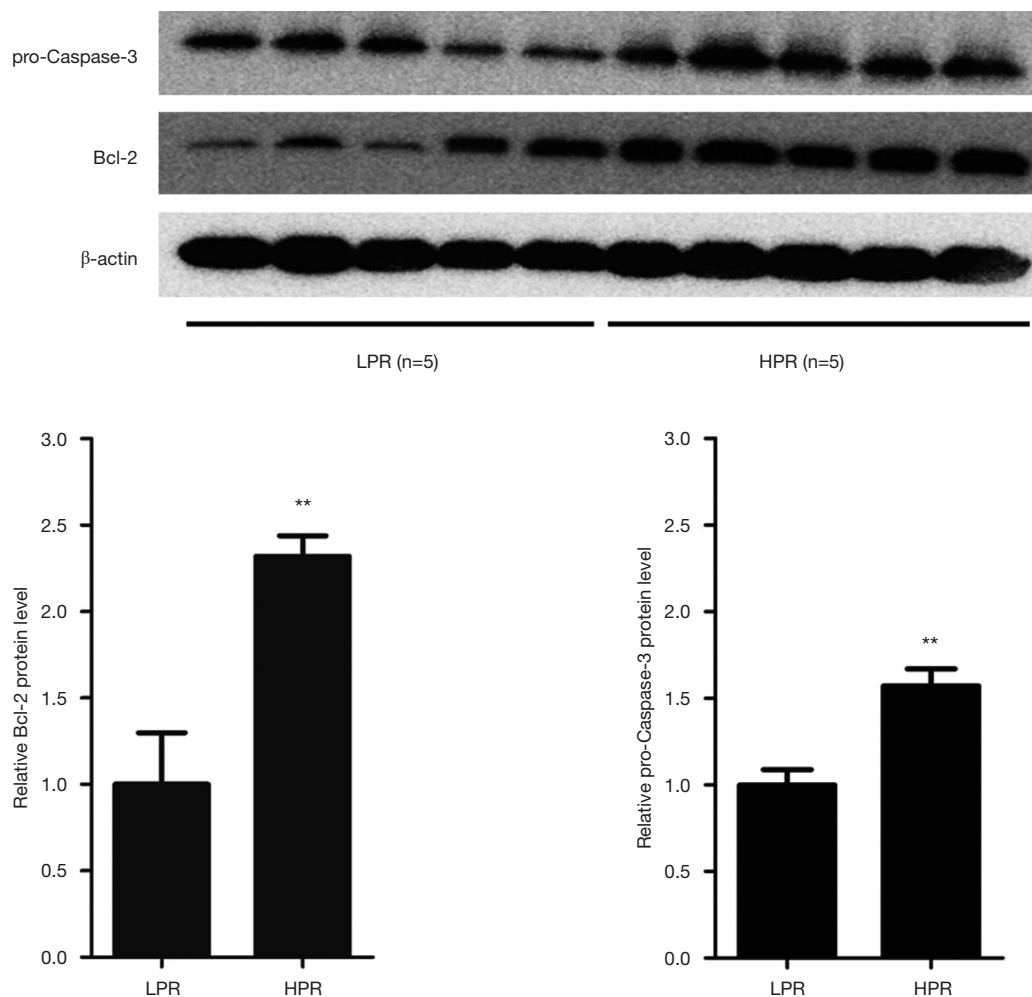 pro-Caspase-3
Bcl-2
β-actin
LPR (n=5)
HPR (n=5)
Relative Bcl-2 protein level
3.0
2.5
2.0
1.5
1.0
0.5
0.0
**
LPR
HPR
Relative pro-Caspase-3 protein level
3.0
2.5
2.0
1.5
1.0
0.5
0.0
**
LPR
HPR